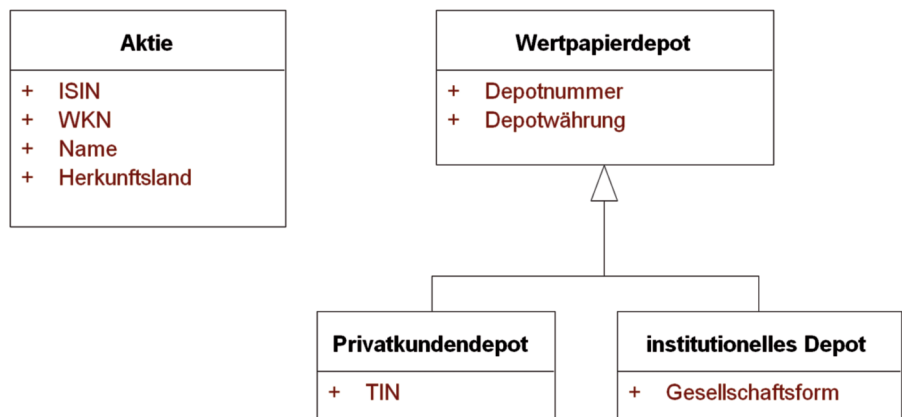 Aktie
+ ISIN
+ WKN
+ Name
+ Herkunftsland
Wertpapierdepot
+ Depotnummer
+ Depotwährung
Privatkundendepot
+ TIN
institutionelles Depot
+ Gesellschaftsform